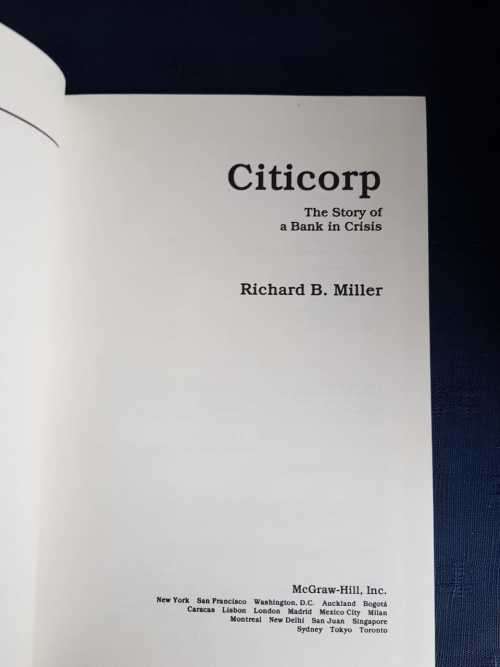 Citicorp
The Story of
a Bank in Crisis
Richard B. Miller
McGraw-Hill, Inc.
New York San Francisco Washington, D.C. Auckland Bogotá
Caracas Lisbon London Madrid Mexico City Milan
Montreal New Delhi San Juan Singapore
Sydney Tokyo Toronto